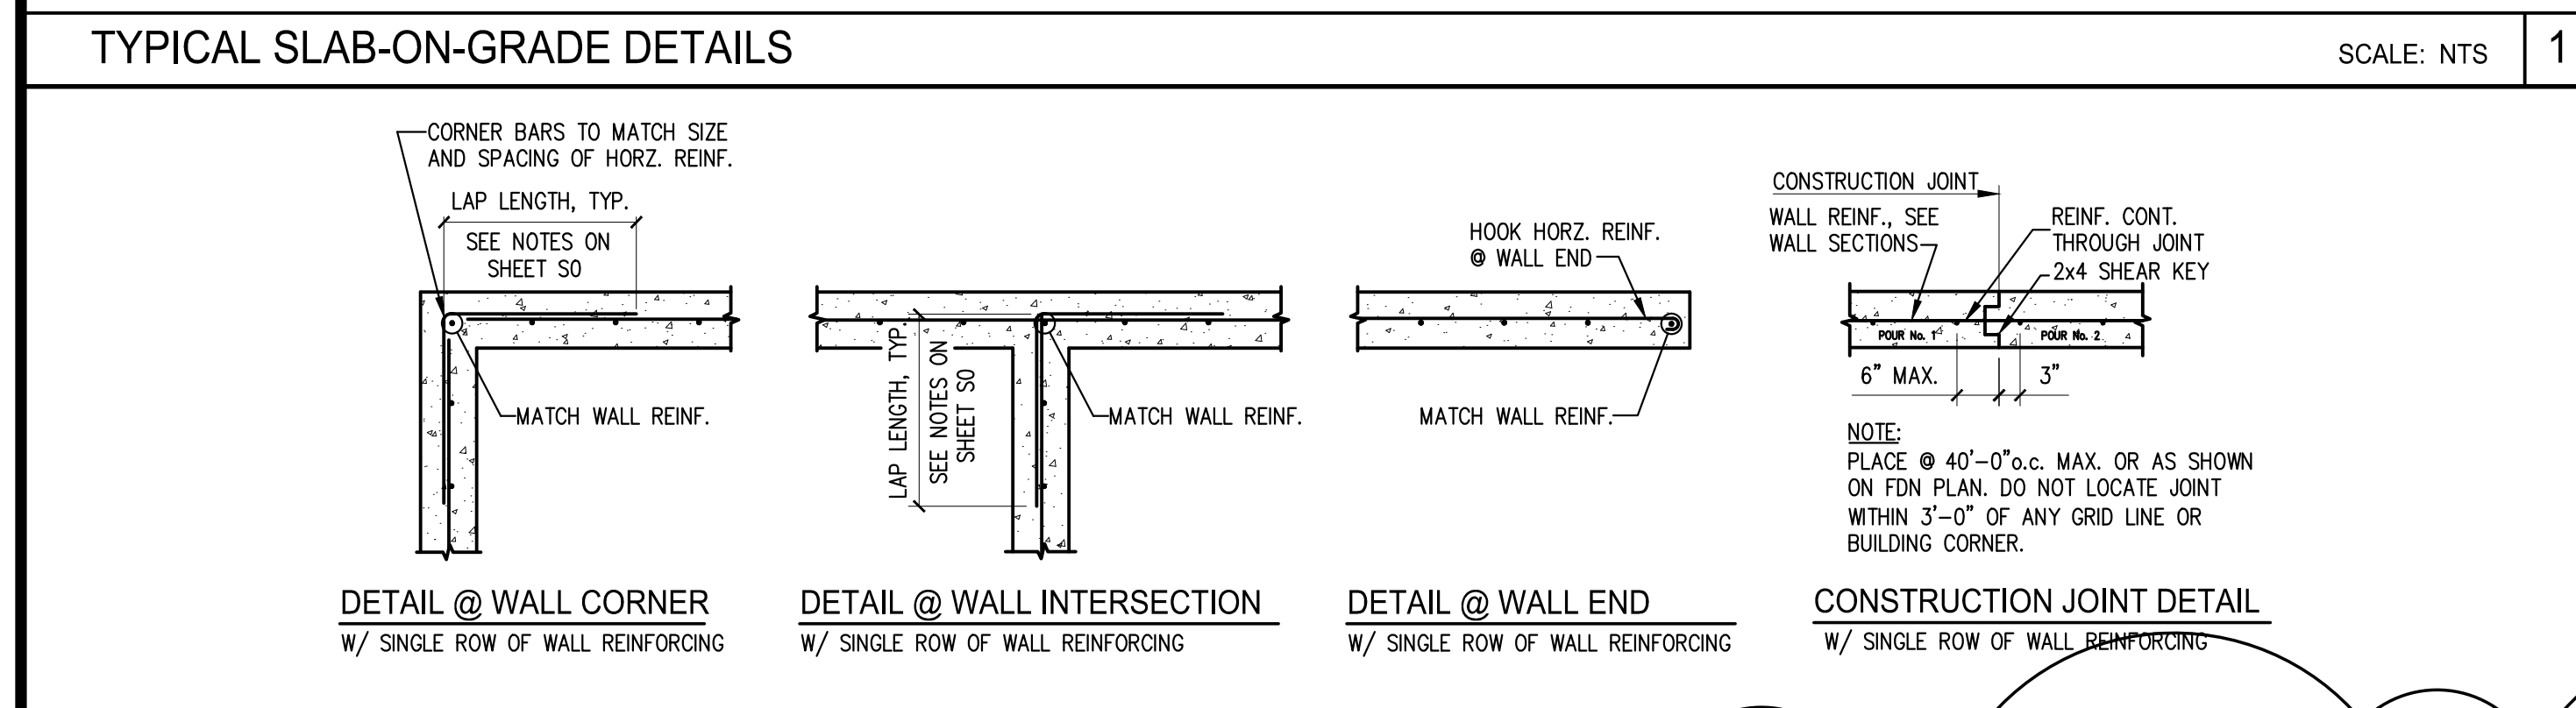 TYPICAL SLAB-ON-GRADE DETAILS
SCALE: NTS
1
CORNER BARS TO MATCH SIZE
AND SPACING OF HORZ. REINF.
LAP LENGTH, TYP.
SEE NOTES ON
SHEET S0
MATCH WALL REINF.
DETAIL @ WALL CORNER
W/ SINGLE ROW OF WALL REINFORCING
LAP LENGTH, TYP.
SEE NOTES ON
SHEET S0
MATCH WALL REINF.
DETAIL @ WALL INTERSECTION
W/ SINGLE ROW OF WALL REINFORCING
HOOK HORZ. REINF.
@ WALL END
MATCH WALL REINF.
DETAIL @ WALL END
W/ SINGLE ROW OF WALL REINFORCING
CONSTRUCTION JOINT
WALL REINF., SEE
WALL SECTIONS
REINF. CONT.
THROUGH JOINT
2x4 SHEAR KEY
POUR No. 1
POUR No. 2
6" MAX.
3"
NOTE:
PLACE @ 40'-0"o.c. MAX. OR AS SHOWN
ON FDN PLAN. DO NOT LOCATE JOINT
WITHIN 3'-0" OF ANY GRID LINE OR
BUILDING CORNER.
CONSTRUCTION JOINT DETAIL
W/ SINGLE ROW OF WALL REINFORCING